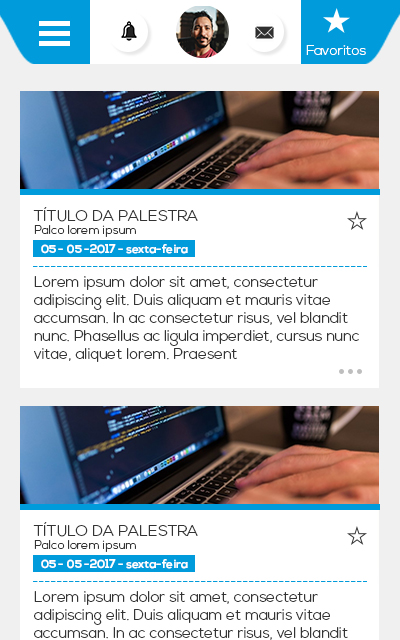 Favoritos
TÍTULO DA PALESTRA
Palco lorem ipsum
05 - 05 -2017 - sexta-feira
Lorem ipsum dolor sit amet, consectetur
adipiscing elit. Duis aliquam et mauris vitae
accumsan. In ac consectetur risus, vel blandit
nunc. Phasellus ac ligula imperdiet, cursus nunc
vitae, aliquet lorem. Praesent
TÍTULO DA PALESTRA
Palco lorem ipsum
05 - 05 -2017 - sexta-feira
Lorem ipsum dolor sit amet, consectetur
adipiscing elit. Duis aliquam et mauris vitae
accumsan. In ac consectetur risus, vel blandit